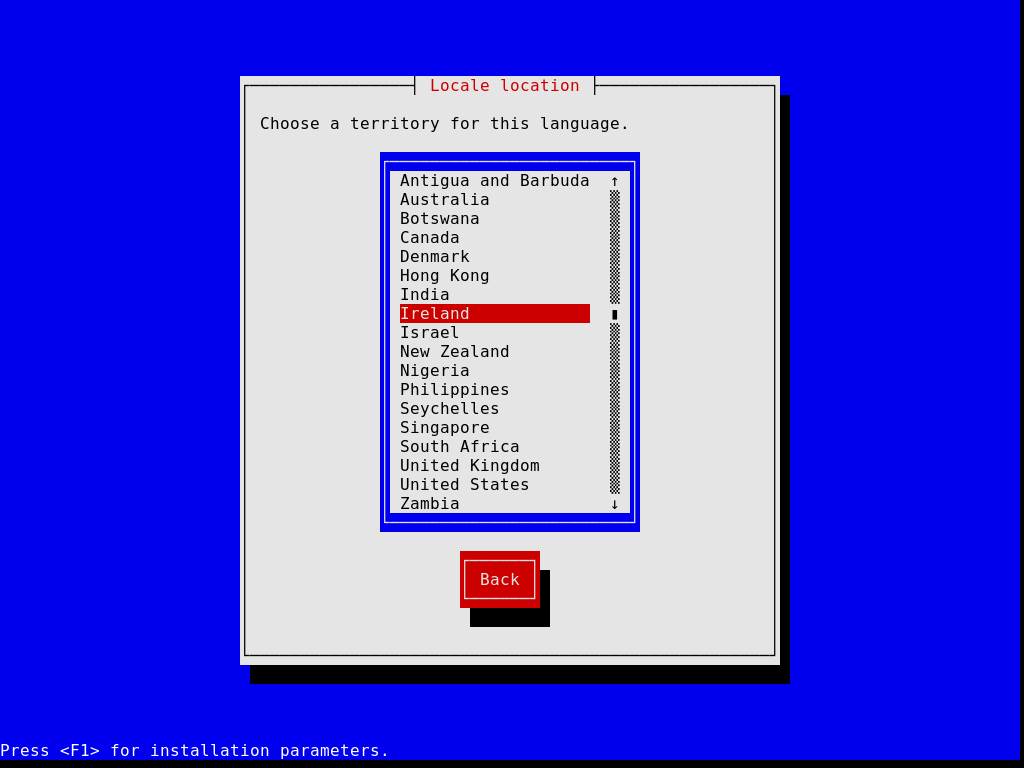 Locale location
Choose a territory for this language.
Antigua and Barbuda ↑
Australia
Botswana
Canada
Denmark
Hong Kong
India
Ireland
Israel
New Zealand
Nigeria
Philippines
Seychelles
Singapore
South Africa
United Kingdom
United States
Zambia ↓
Back
Press <F1> for installation parameters.